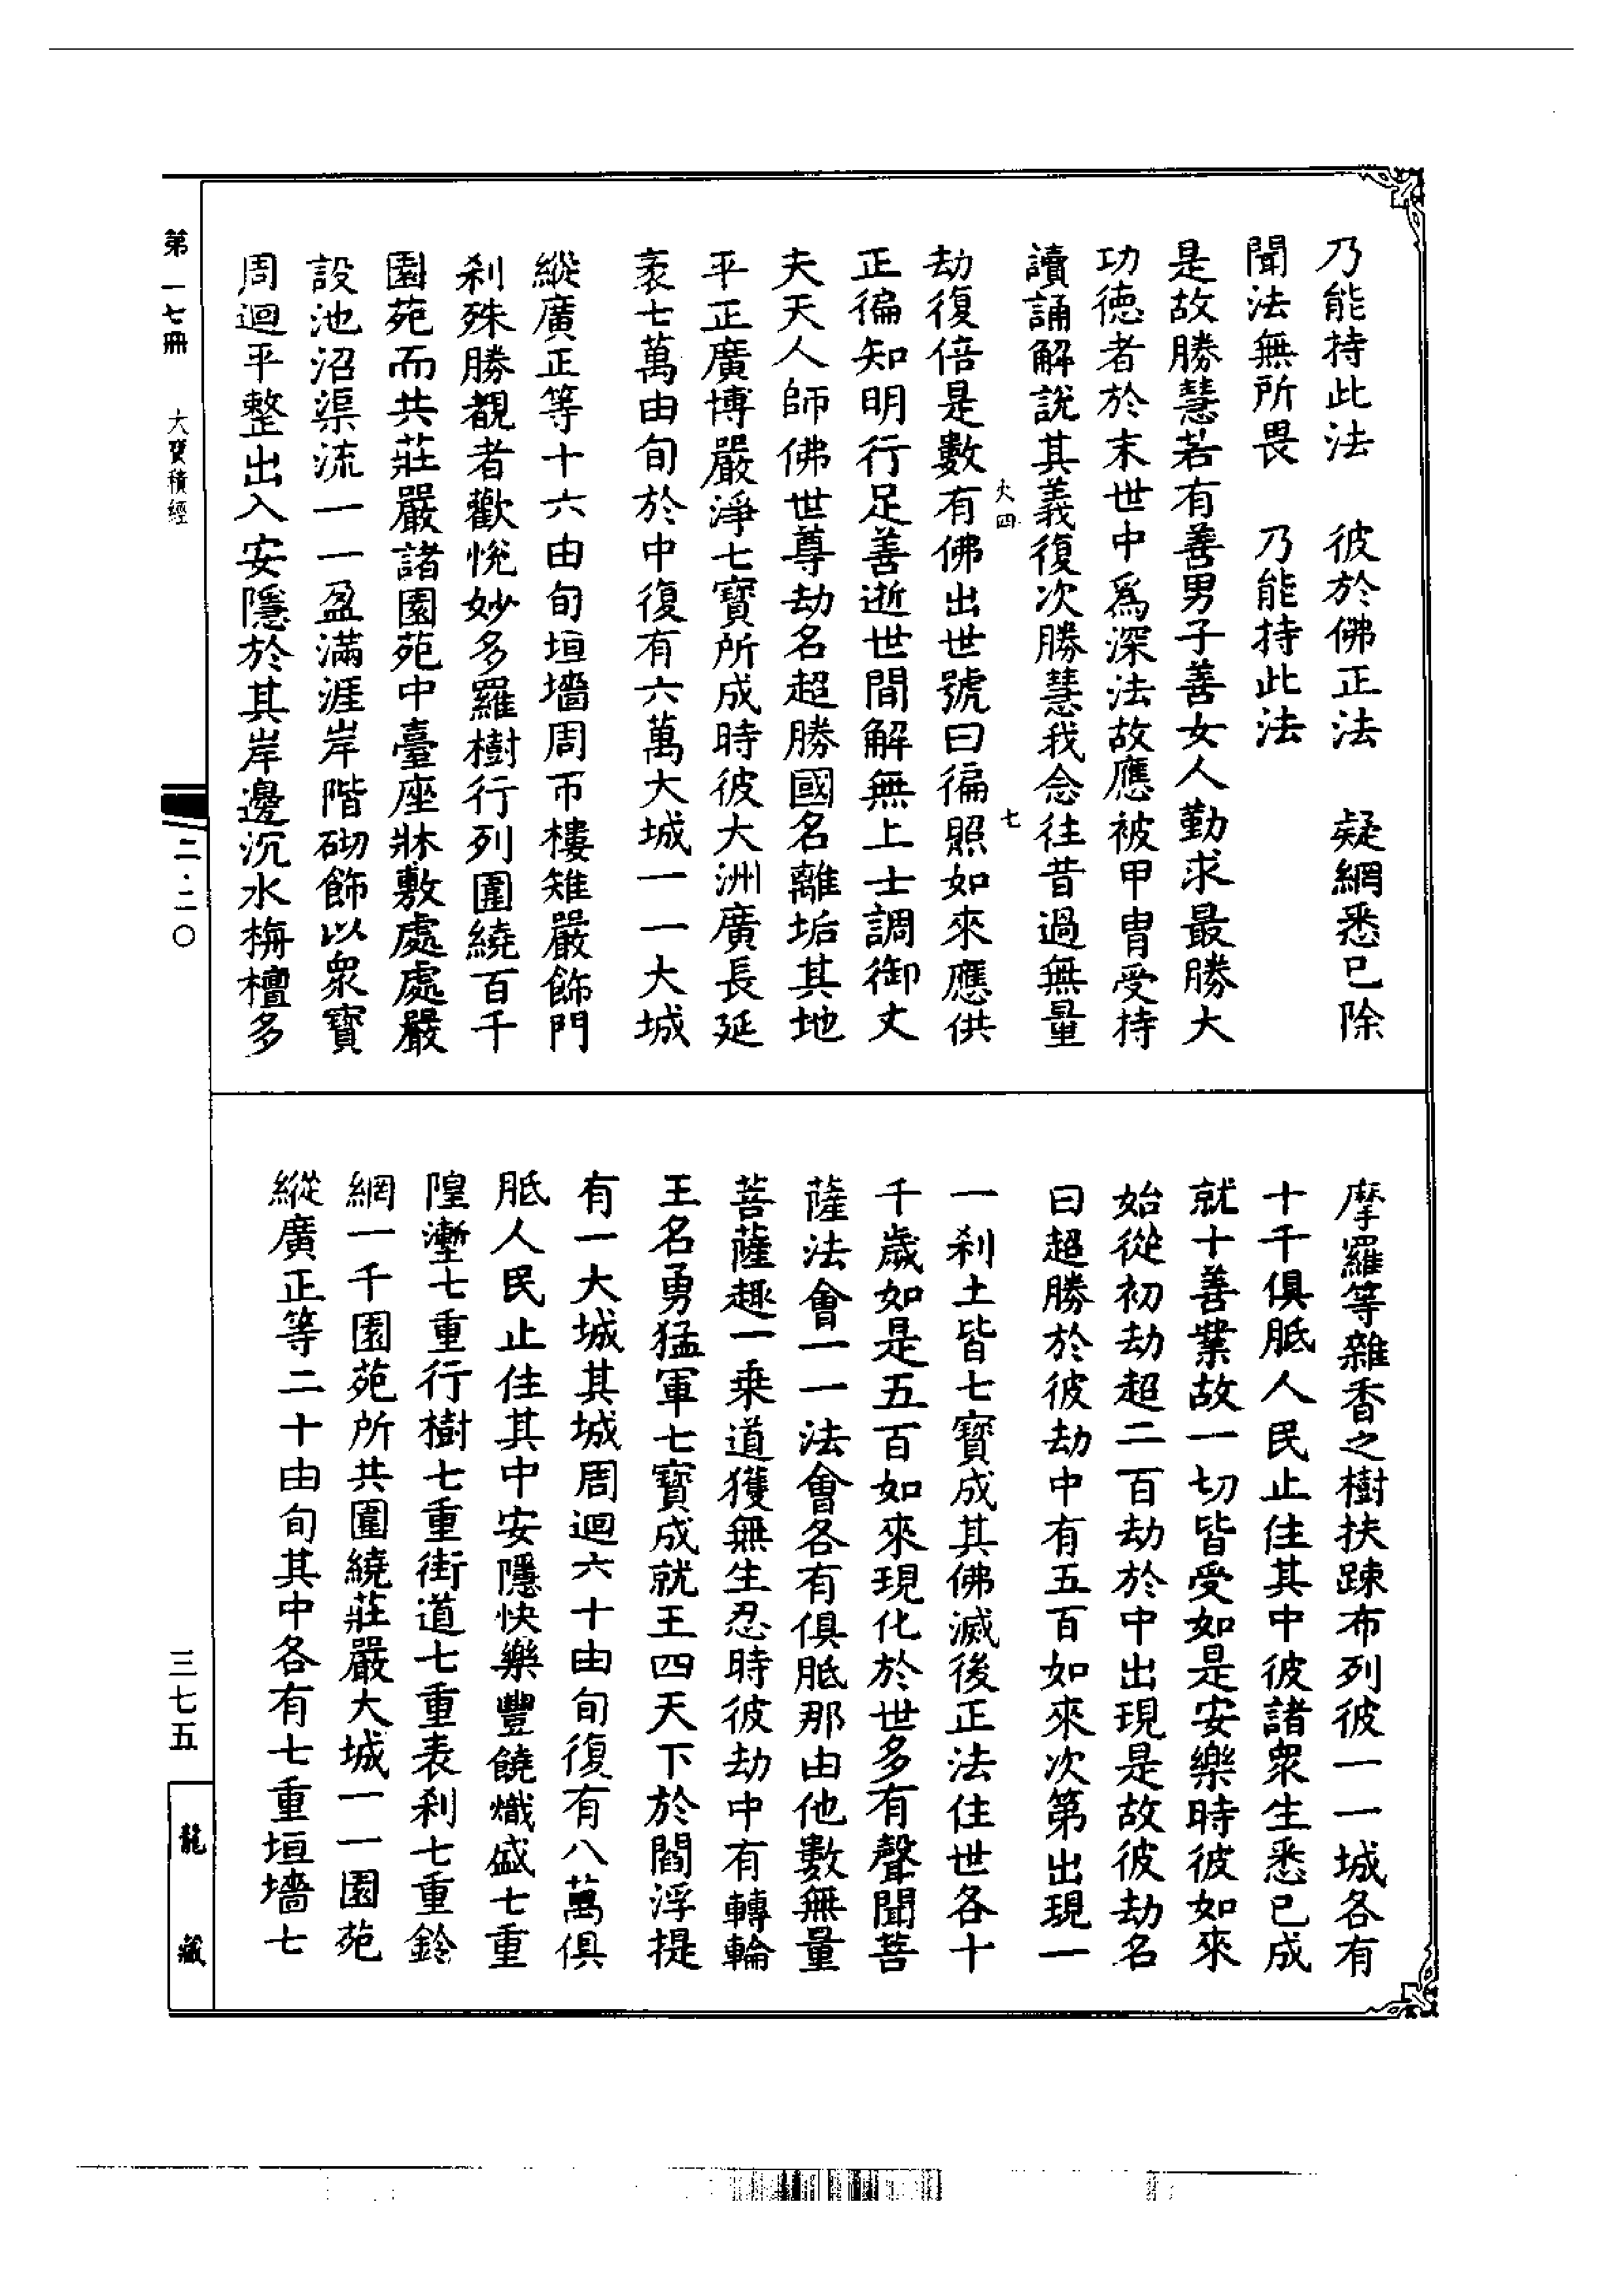 乃能持此法　彼於佛正法　疑網悉已除
聞法無所畏　乃能持此法
是故勝慧若有善男子善女人勤求最勝大
功德者於末世中爲深法故應被甲冑受持
讀誦解說其義復次勝慧我念往昔過無量
劫復倍是數有佛出世號曰徧照如來應供
正徧知明行足善逝世間解無上士調御丈
夫天人師佛世尊劫名超勝國名離垢其地
平正廣博嚴淨七寶所成時彼大洲廣長延
袤七萬由旬於中復有六萬大城一一大城
縱廣正等十六由旬垣墻周帀樓雉嚴飾門
刹殊勝覩者歡悅妙多羅樹行列圍繞百千
園苑而共莊嚴諸園苑中臺座牀敷處處嚴
設池沼渠流一一盈滿涯岸階砌飾以衆寶
周迴平整出入安隱於其岸邊沉水栴檀多
摩羅等雜香之樹扶踈布列彼一一城各有
十千俱胝人民止住其中彼諸衆生悉已成
就十善業故一切皆受如是安樂時彼如來
始從初劫超二百劫於中出現是故彼劫名
曰超勝於彼劫中有五百如來次第出現一
一刹土皆七寶成其佛滅後正法住世各十
千歲如是五百如來現化於世多有聲聞菩
薩法會一一法會各有俱胝那由他數無量
菩薩趣一乘道獲無生忍時彼劫中有轉輪
王名勇猛軍七寶成就王四天下於閻浮提
有一大城其城周迴六十由旬復有八萬俱
胝人民止住其中安隱快樂豐饒熾盛七重
隍壍七重行樹七重街道七重表刹七重鈴
網一千園苑所共圍繞莊嚴大城一一園苑
縱廣正等二十由旬其中各有七重垣墻七
火四
七
第一七冊　大寶積經
二·二〇
三七五
龍藏